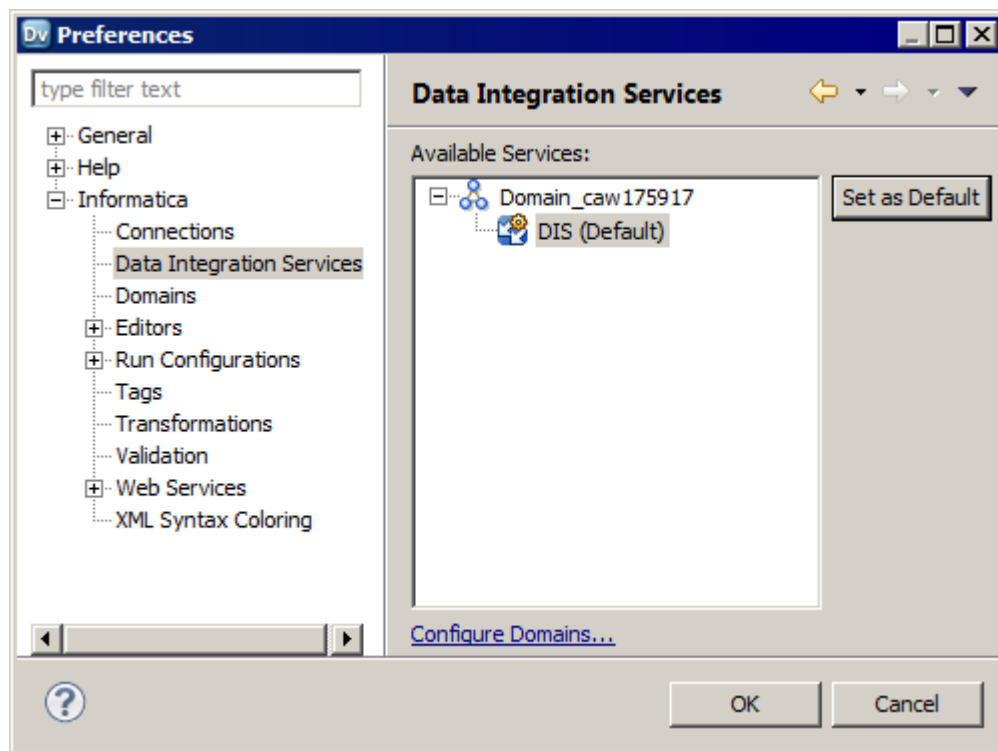 Dv Preferences
type filter text
General
Help
Informatica
Connections
Data Integration Services
Domains
Editors
Run Configurations
Tags
Transformations
Validation
Web Services
XML Syntax Coloring
Data Integration Services
Available Services:
Domain_caw175917
DIS (Default)
Set as Default
Configure Domains...
?
OK
Cancel